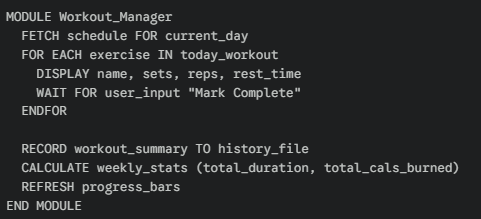 MODULE Workout_Manager
  FETCH schedule FOR current_day
  FOR EACH exercise IN today_workout
    DISPLAY name, sets, reps, rest_time
    WAIT FOR user_input "Mark Complete"
  ENDFOR

  RECORD workout_summary TO history_file
  CALCULATE weekly_stats (total_duration, total_cals_burned)
  REFRESH progress_bars
END MODULE